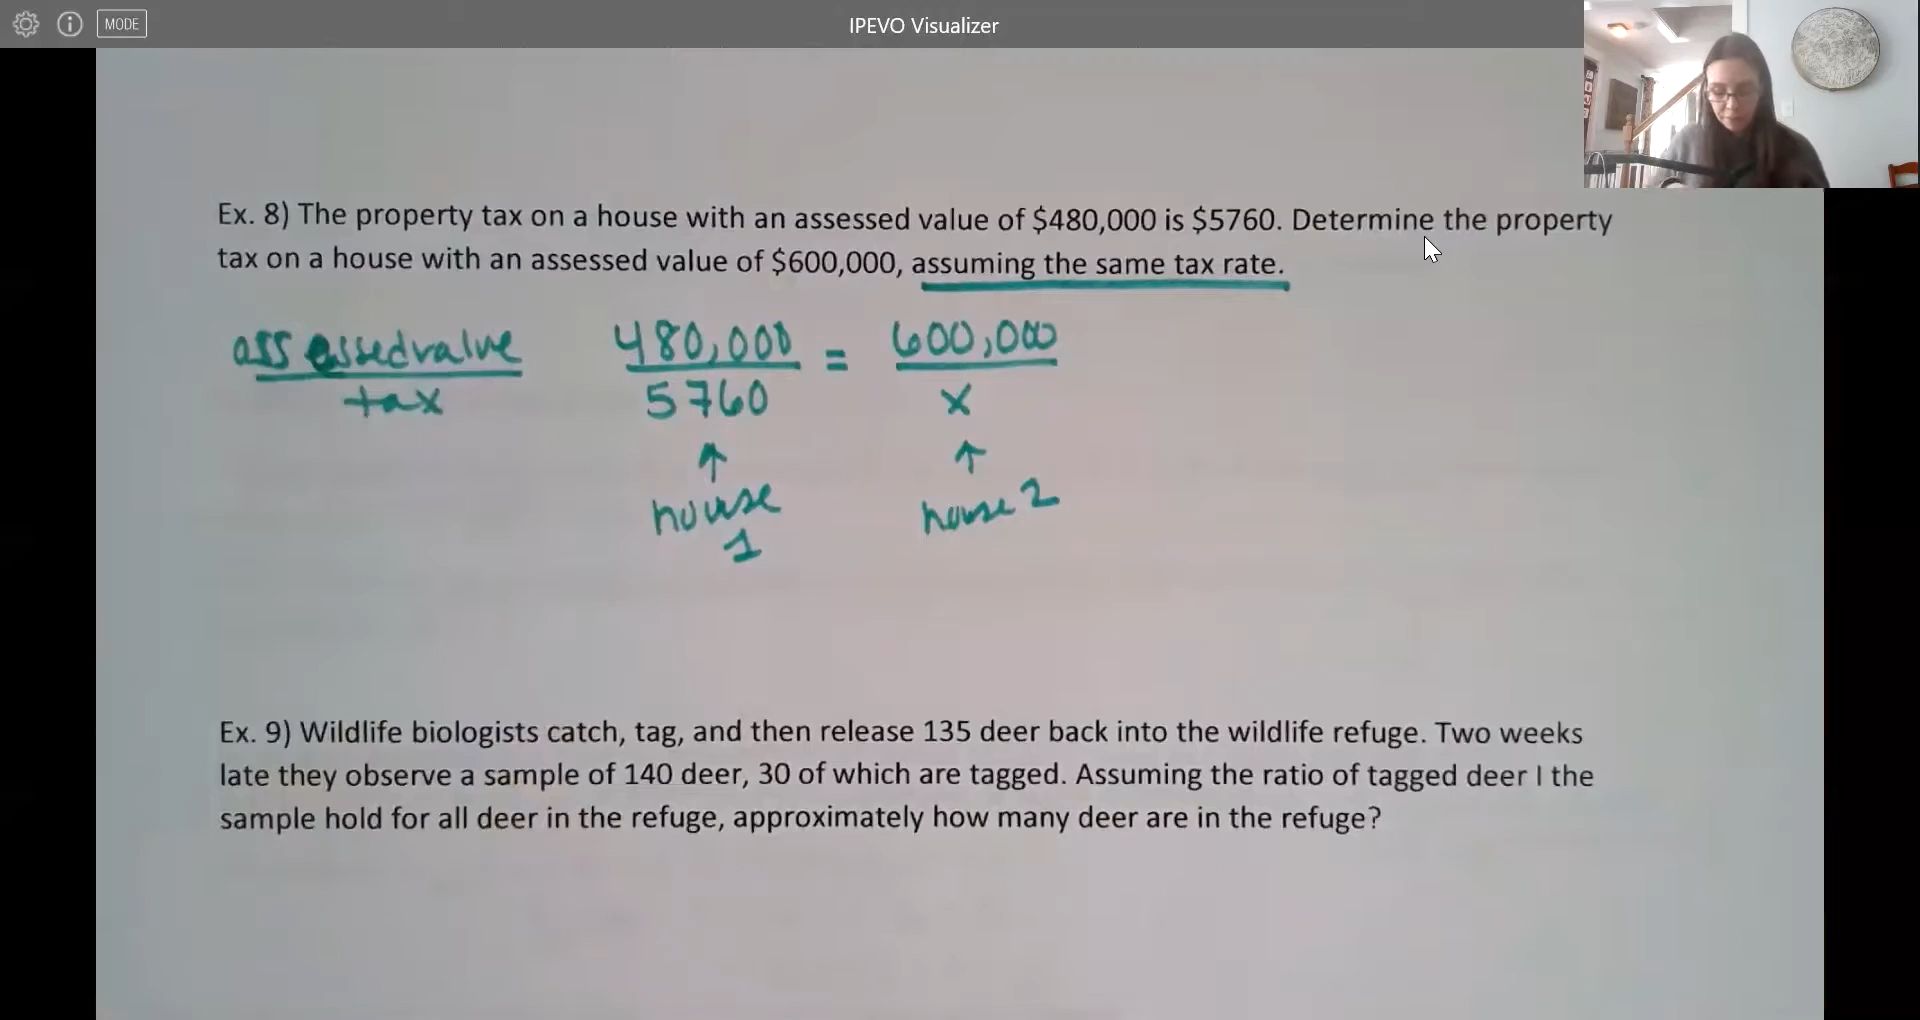 MODE
IPEVO Visualizer
Ex. 8) The property tax on a house with an assessed value of $480,000 is $5760. Determine the property
tax on a house with an assessed value of $600,000, assuming the same tax rate.
assessedvalue
tax
480,000
5760
=
600,000
x
↑
house
1
↑
house 2
Ex. 9) Wildlife biologists catch, tag, and then release 135 deer back into the wildlife refuge. Two weeks
late they observe a sample of 140 deer, 30 of which are tagged. Assuming the ratio of tagged deer I the
sample hold for all deer in the refuge, approximately how many deer are in the refuge?